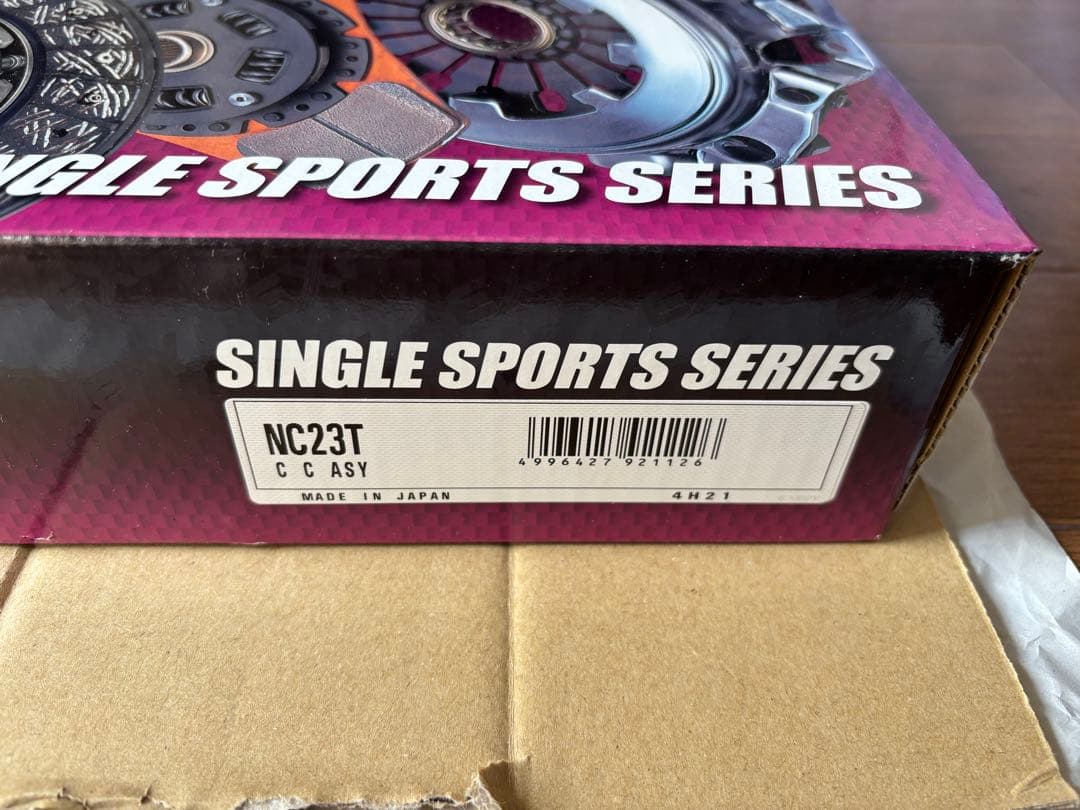 NGLE SPORTS SERIES
SINGLE SPORTS SERIES
NC23T
C C ASY
4996427 921126
MADE IN JAPAN
4H21